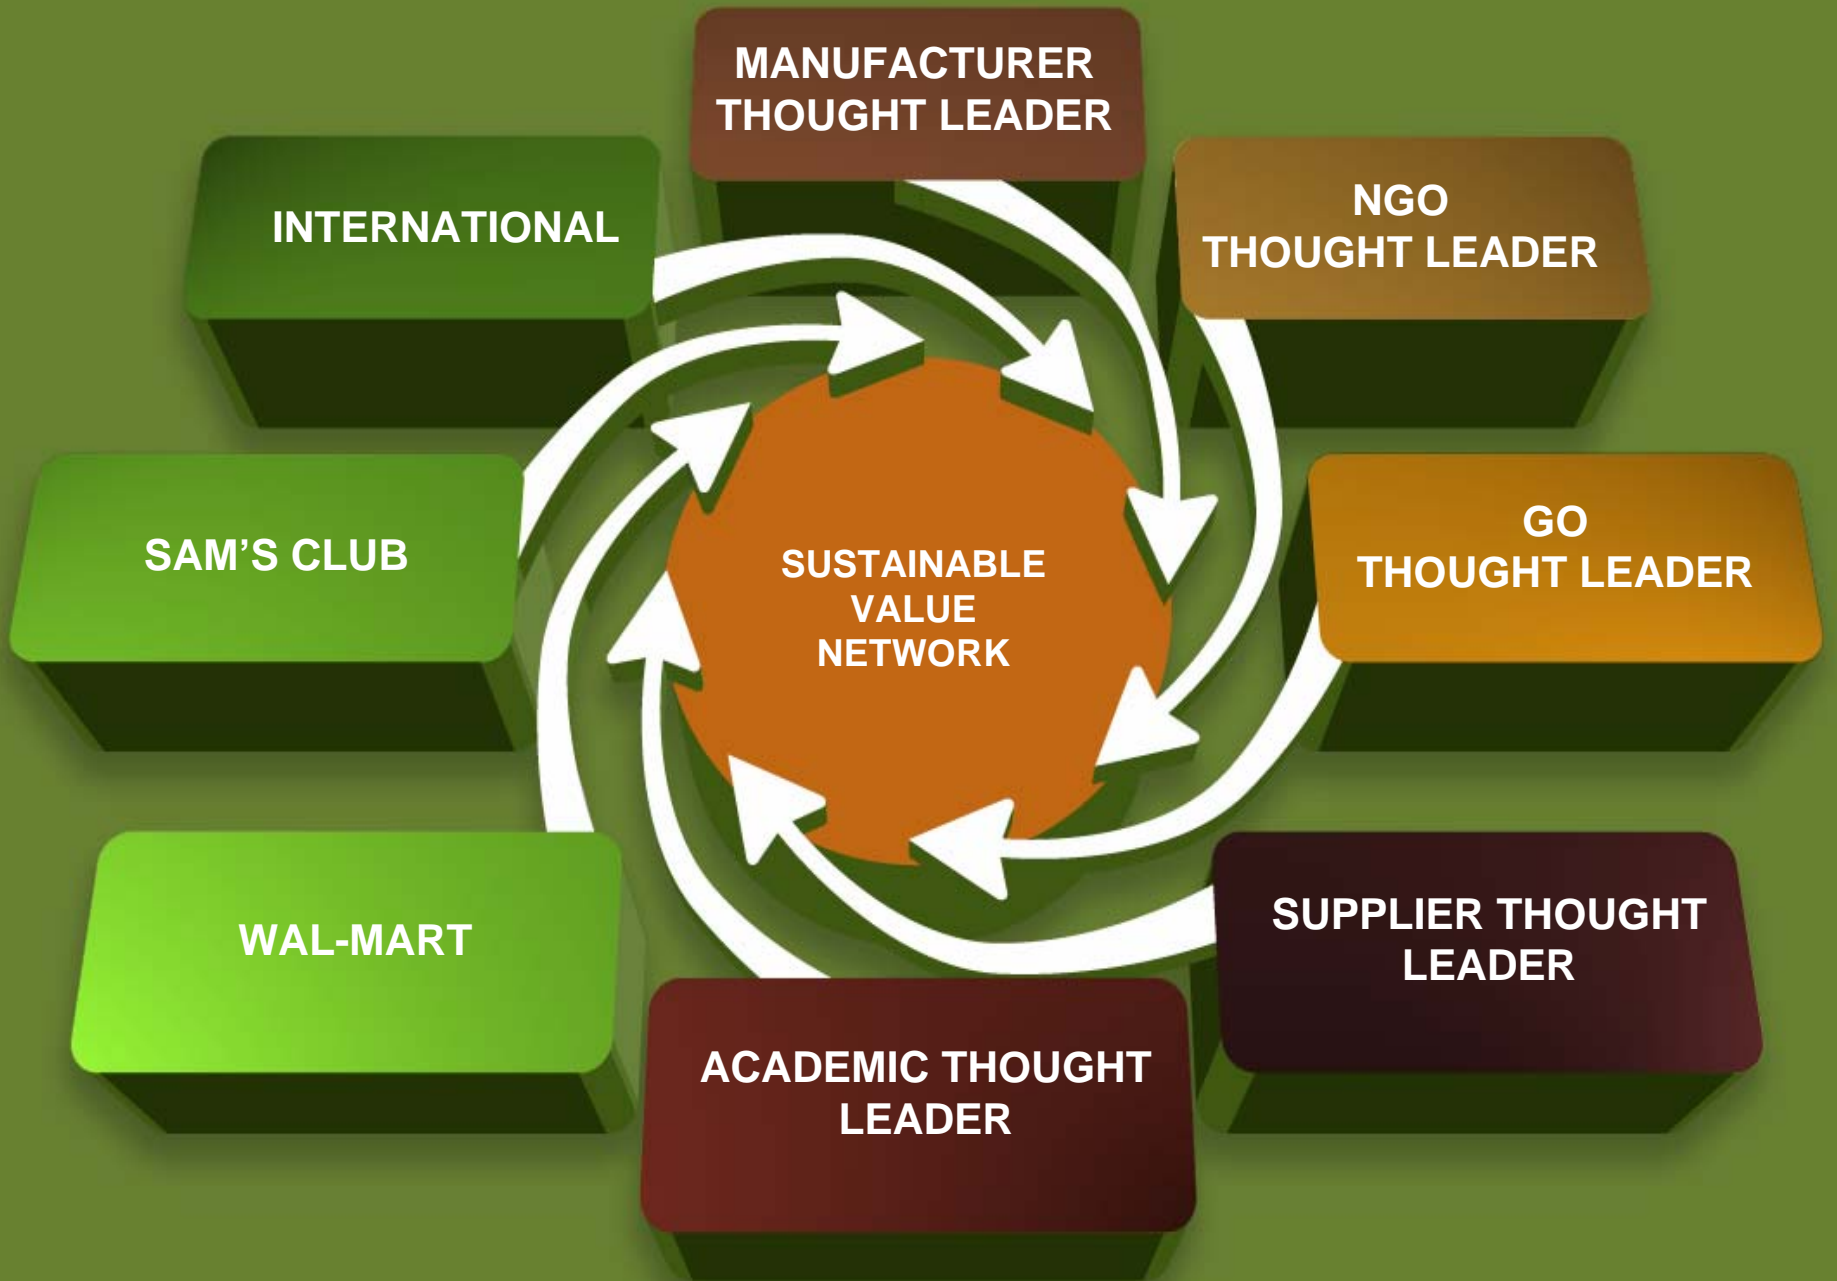 MANUFACTURER
THOUGHT LEADER
NGO
THOUGHT LEADER
INTERNATIONAL
GO
THOUGHT LEADER
SAM’S CLUB
SUSTAINABLE
VALUE
NETWORK
SUPPLIER THOUGHT
LEADER
WAL-MART
ACADEMIC THOUGHT
LEADER